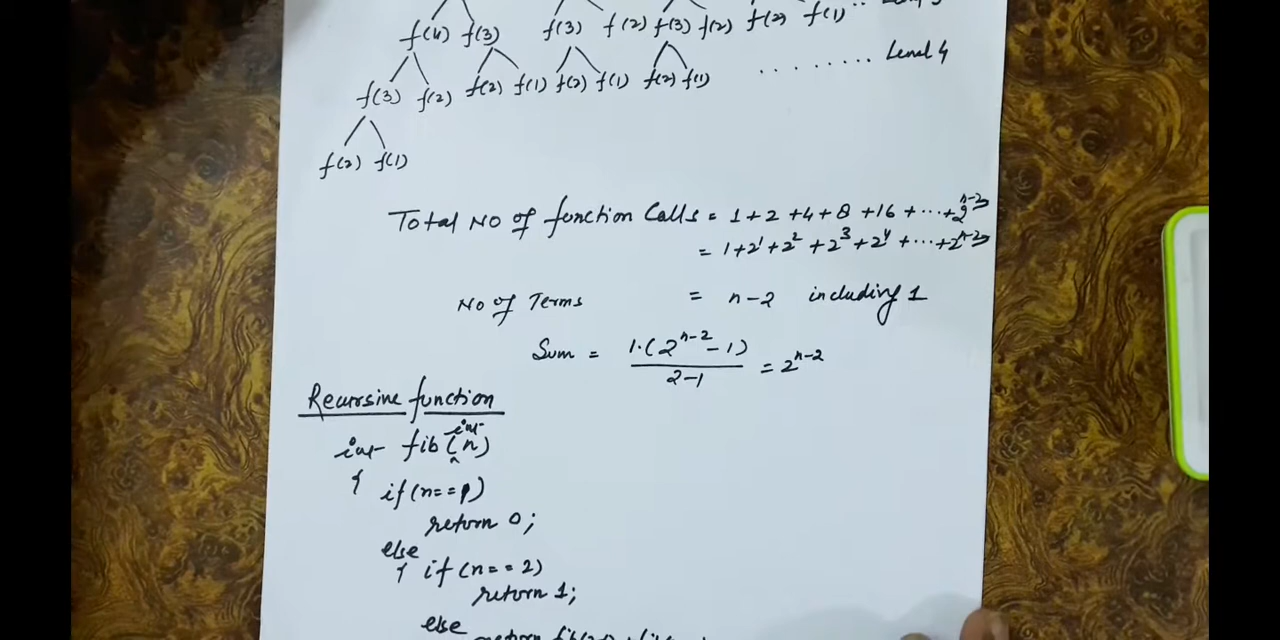 f(4) f(3) f(3) f(2) f(3) f(2) f(2) f(1) ..
f(3) f(2) f(2) f(1) f(2) f(1) f(2) f(1) ......... Level 4
f(2) f(1)
Total No of function Calls = 1+2+4+8+16+...+2^{n-2}
= 1+2^1+2^2+2^3+2^4+...+2^{n-2}
No of Terms = n-2 including 1
Sum = 1.(2^{n-2}-1) / 2-1 = 2^{n-2}
Recursive function
int fib(int n)
{ if(n==1)
return 0;
else
{ if(n==2)
return 1;
else